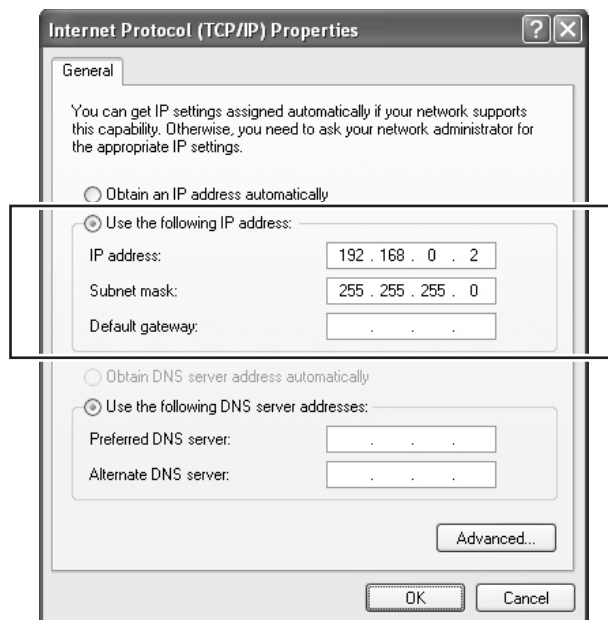 Internet Protocol (TCP/IP) Properties
General
You can get IP settings assigned automatically if your network supports
this capability. Otherwise, you need to ask your network administrator for
the appropriate IP settings.
Obtain an IP address automatically
Use the following IP address:
IP address: 192 . 168 . 0 . 2
Subnet mask: 255 . 255 . 255 . 0
Default gateway: . . .
Obtain DNS server address automatically
Use the following DNS server addresses:
Preferred DNS server: . . .
Alternate DNS server: . . .
Advanced...
OK Cancel